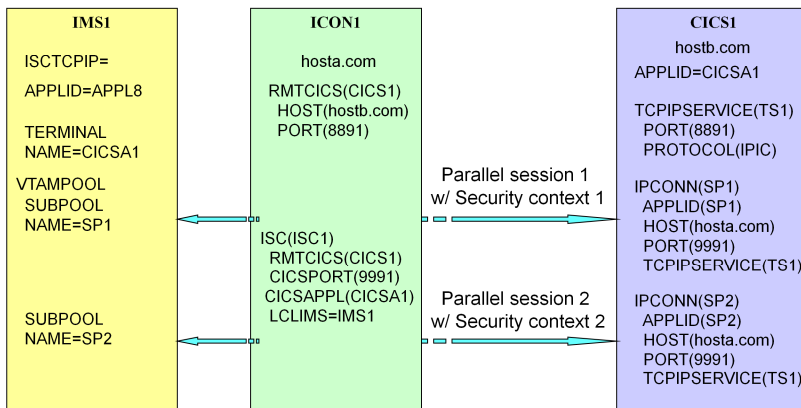 IMS1
ISCTCPIP=
APPLID=APPL8
TERMINAL
NAME=CICSA1
VTAMPOOL
SUBPOOL
NAME=SP1
SUBPOOL
NAME=SP2
ICON1
hosta.com
RMTCICS(CICS1)
HOST(hostb.com)
PORT(8891)
ISC(ISC1)
RMTCICS(CICS1)
CICSPORT(9991)
CICSAPPL(CICSA1)
LCLIMS=IMS1
Parallel session 1
w/ Security context 1
Parallel session 2
w/ Security context 2
CICS1
hostb.com
APPLID=CICSA1
TCPIPSERVICE(TS1)
PORT(8891)
PROTOCOL(IPIC)
IPCONN(SP1)
APPLID(SP1)
HOST(hosta.com)
PORT(9991)
TCPIPSERVICE(TS1)
IPCONN(SP2)
APPLID(SP2)
HOST(hosta.com)
PORT(9991)
TCPIPSERVICE(TS1)